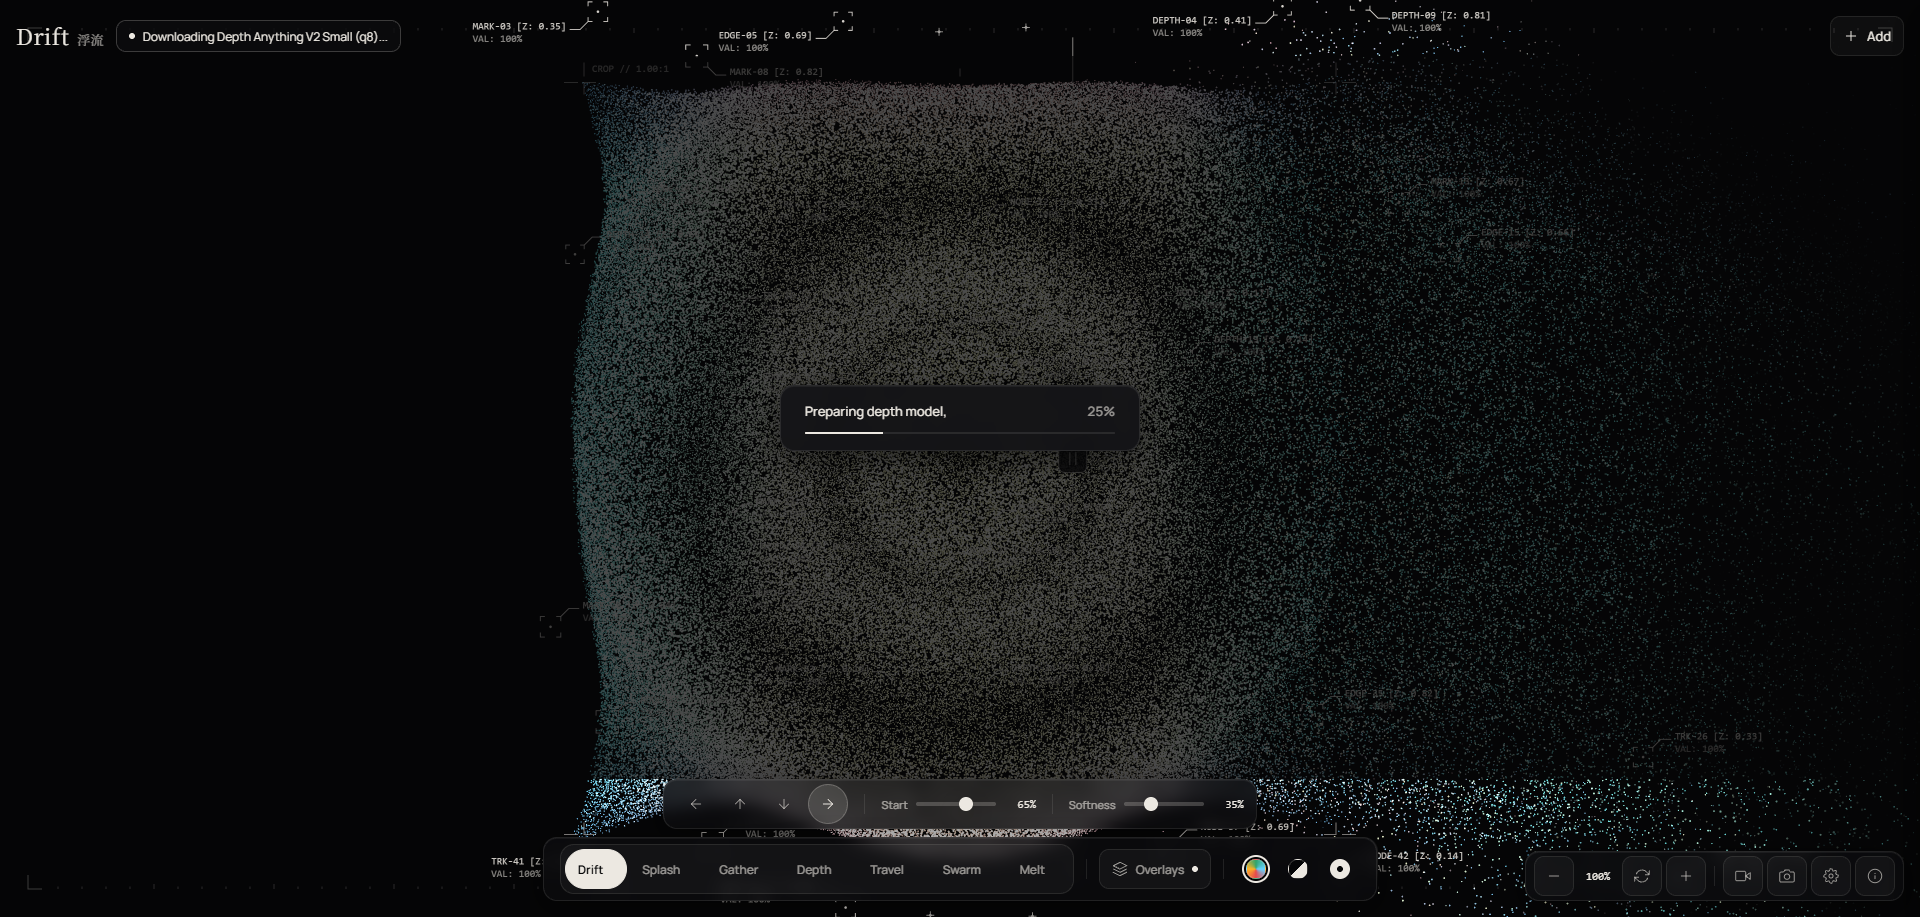 Drift 浮流
Downloading Depth Anything V2 Small (q8)...
MARK-03 [Z: 0.35]
VAL: 100%
EDGE-05 [Z: 0.69]
VAL: 100%
MARK-08 [Z: 0.82]
CROP // 1.00:1
DEPTH-04 [Z: 0.41]
VAL: 100%
DEPTH-09 [Z: 0.81]
VAL: 100%
Add
Preparing depth model,
25%
Start
65%
Softness
35%
VAL: 100%
TRK-26 [Z: 0.33]
VAL: 100%
TRK-41 [Z
VAL: 100%
Drift
Splash
Gather
Depth
Travel
Swarm
Melt
Overlays
100%